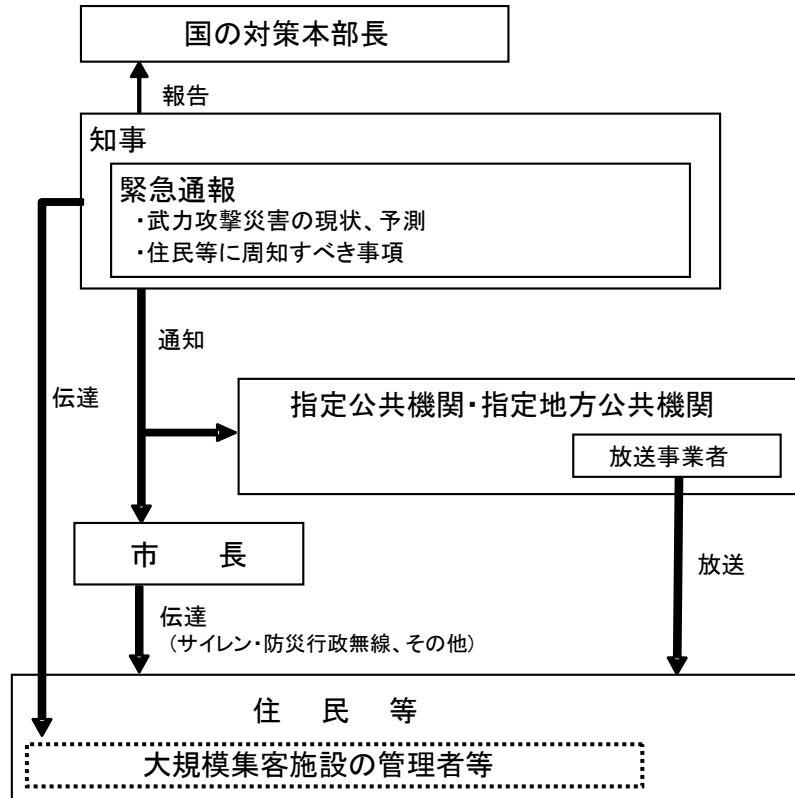 国の対策本部長
報告
知事
緊急通報
・武力攻撃災害の現状、予測
・住民等に周知すべき事項
通知
伝達
指定公共機関・指定地方公共機関
放送事業者
市 長
放送
伝達
(サイレン・防災行政無線、その他)
住 民 等
大規模集客施設の管理者等